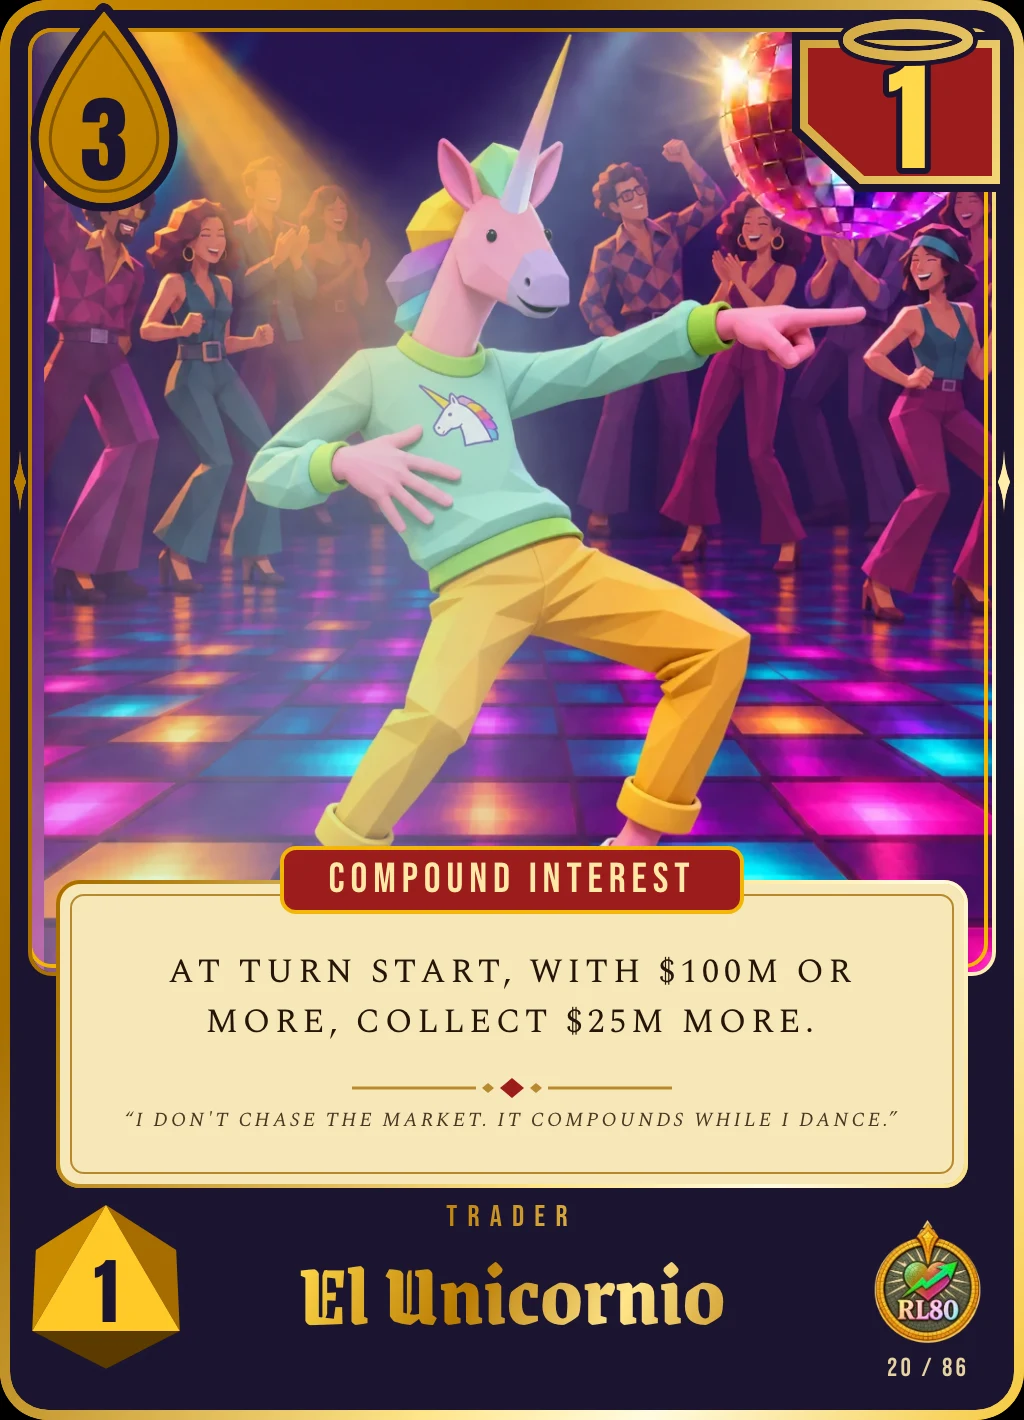 3
1
COMPOUND INTEREST
AT TURN START, WITH $100M OR
MORE, COLLECT $25M MORE.
“I DON'T CHASE THE MARKET. IT COMPOUNDS WHILE I DANCE.”
TRADER
1
El Unicornio
RL80
20 / 86